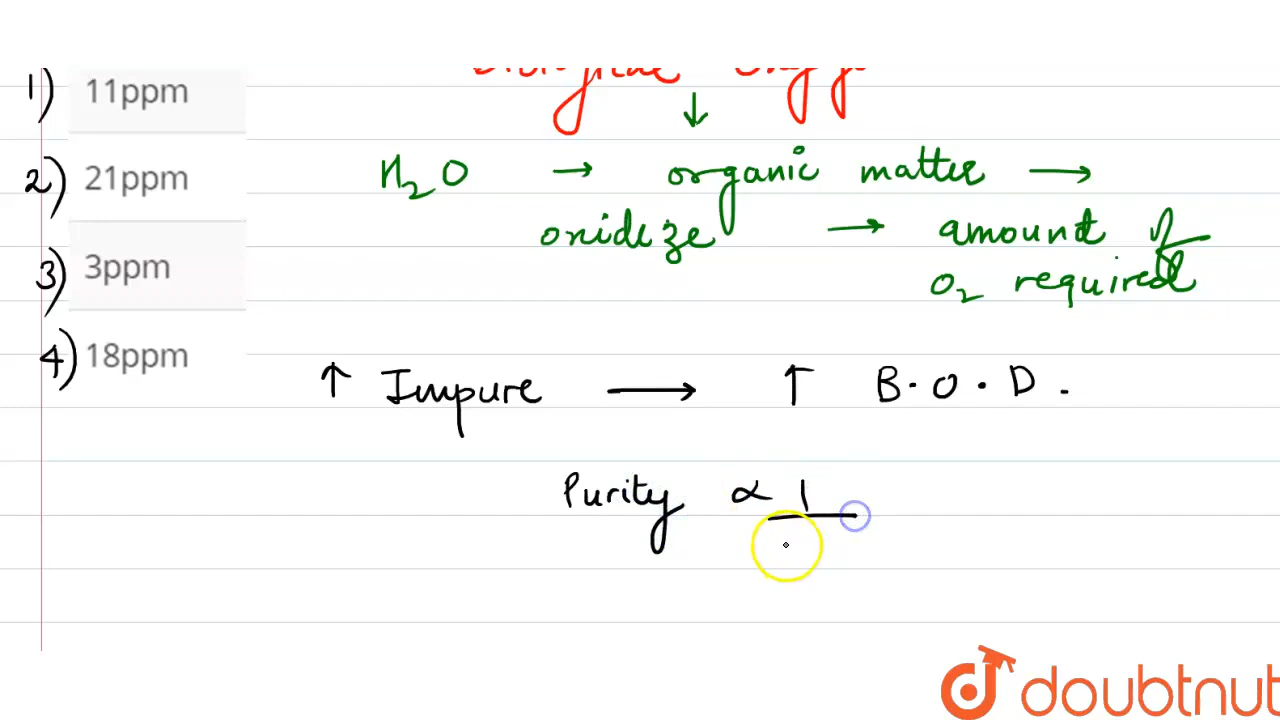 1) 11ppm
2) 21ppm
3) 3ppm
4) 18ppm
↓
H₂O → organic matter →
oxideze → amount of
O₂ required
↑ Impure → ↑ B.O.D.
Purity ∝ 1
doubtnut